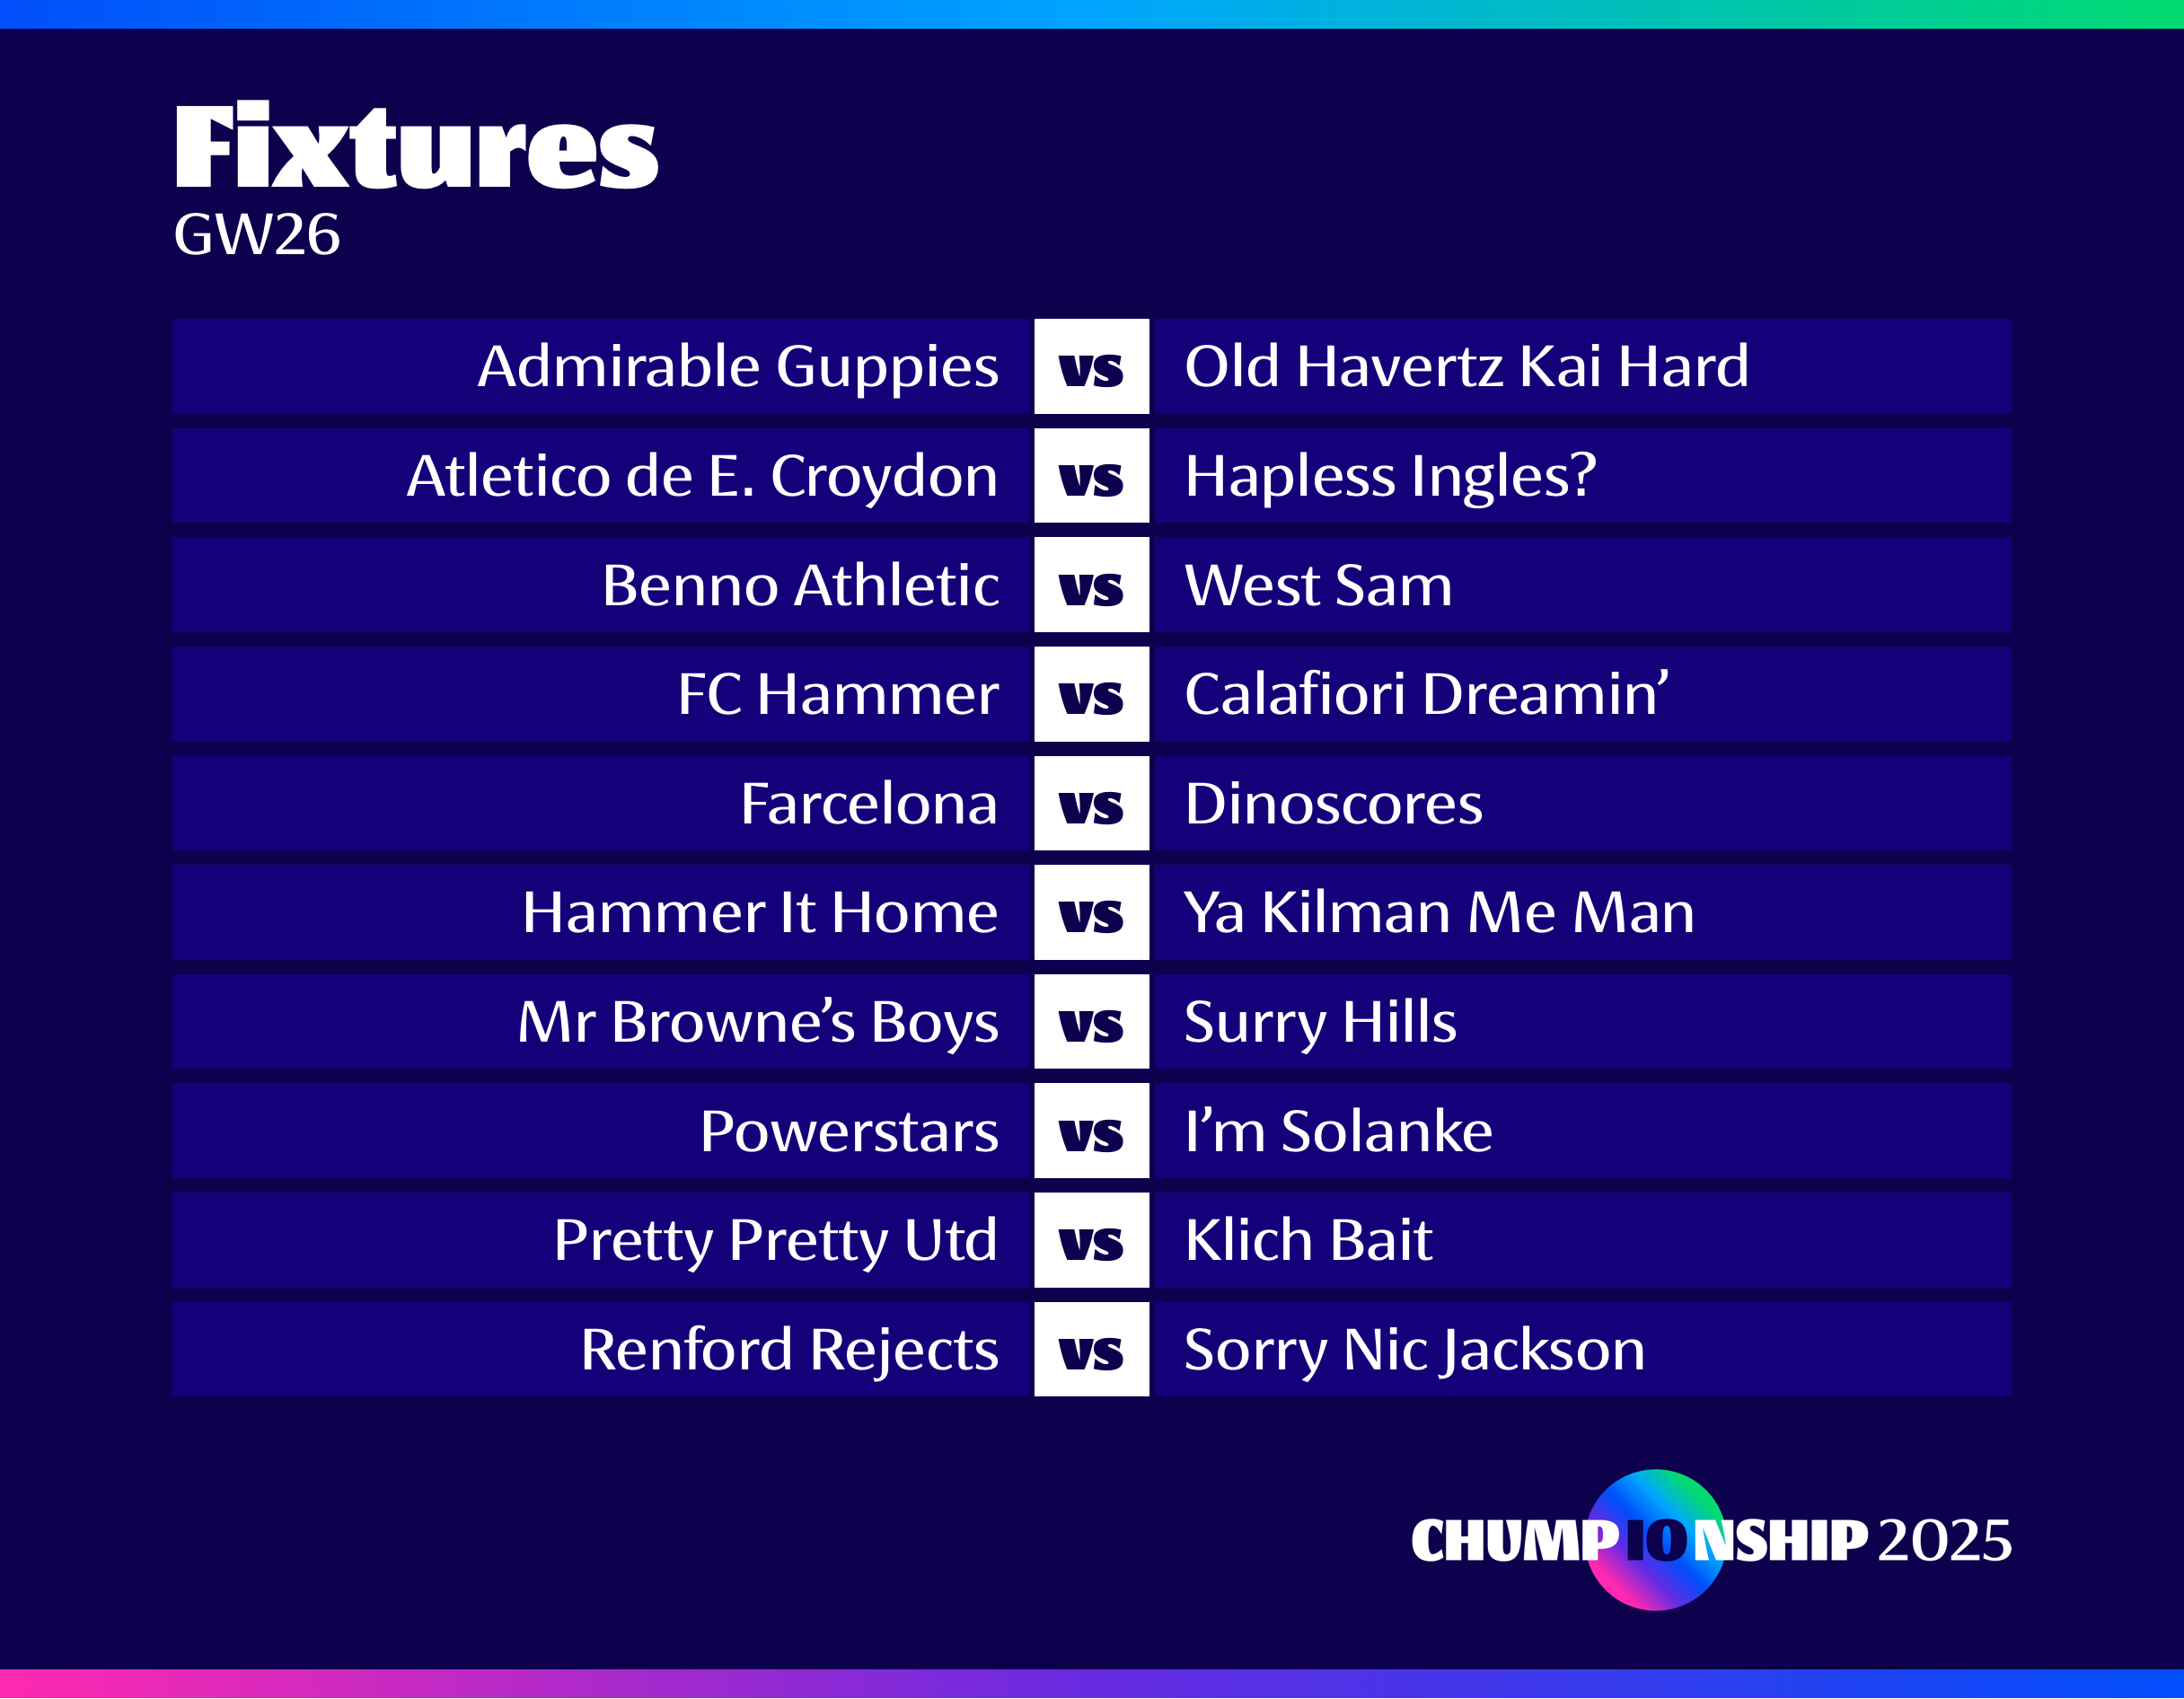 Fixtures
GW26
Admirable Guppies vs Old Havertz Kai Hard
Atletico de E. Croydon vs Hapless Ingles?
Benno Athletic vs West Sam
FC Hammer vs Calafiori Dreamin’
Farcelona vs Dinoscores
Hammer It Home vs Ya Kilman Me Man
Mr Browne’s Boys vs Surry Hills
Powerstars vs I’m Solanke
Pretty Pretty Utd vs Klich Bait
Renford Rejects vs Sorry Nic Jackson
CHUMPIONSHIP 2025